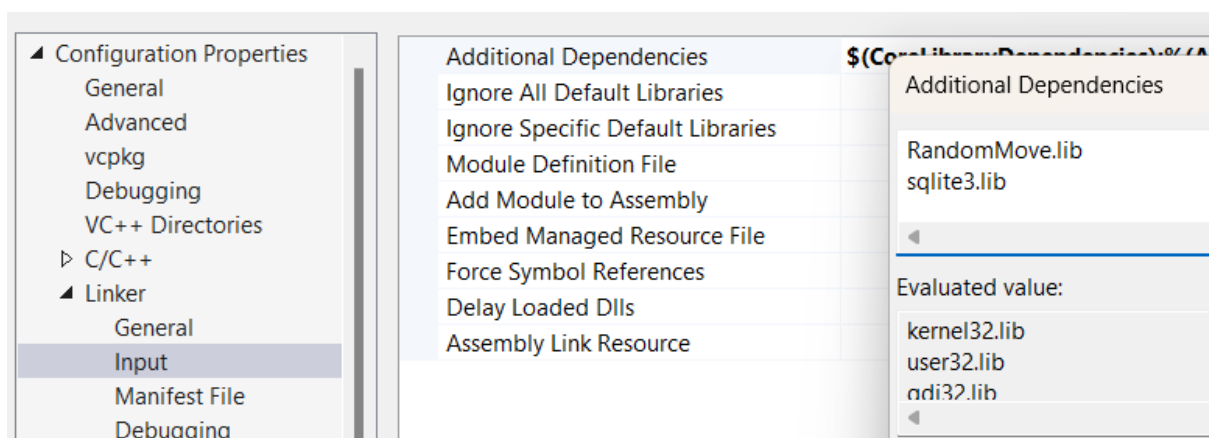 Configuration Properties
General
Advanced
vcpkg
Debugging
VC++ Directories
C/C++
Linker
General
Input
Manifest File
Debugging
Additional Dependencies
Ignore All Default Libraries
Ignore Specific Default Libraries
Module Definition File
Add Module to Assembly
Embed Managed Resource File
Force Symbol References
Delay Loaded Dlls
Assembly Link Resource
Additional Dependencies
RandomMove.lib
sqlite3.lib
Evaluated value:
kernel32.lib
user32.lib
gdi32.lib